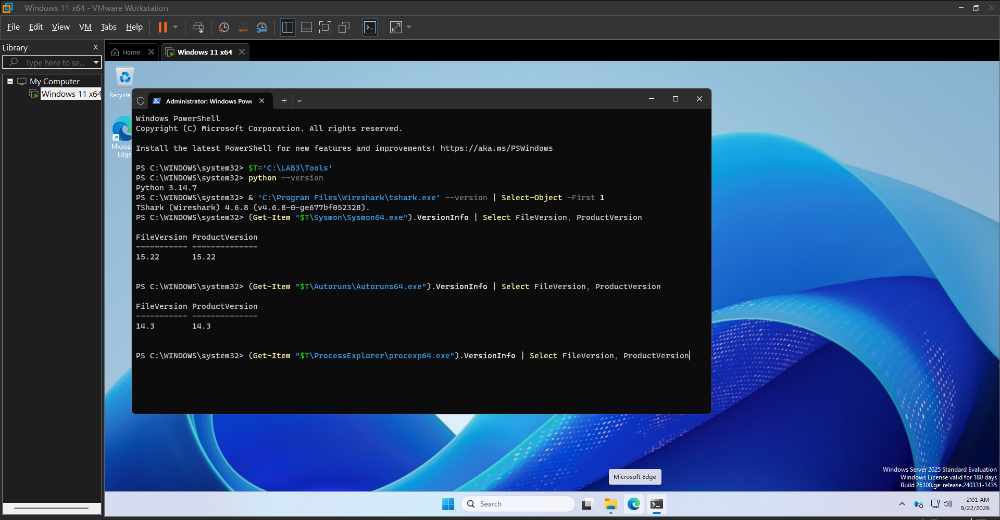 Windows 11 x64 - VMware Workstation
File Edit View VM Tabs Help
Library
Type here to se...
My Computer
Windows 11 x64
Home
Windows 11 x64
Recycle
Micros
Edge
Administrator: Windows Powe
Windows PowerShell
Copyright (C) Microsoft Corporation. All rights reserved.
Install the latest PowerShell for new features and improvements! https://aka.ms/PSWindows
PS C:\WINDOWS\system32> $T='C:\LAB3\Tools'
PS C:\WINDOWS\system32> python --version
Python 3.14.7
PS C:\WINDOWS\system32> & 'C:\Program Files\Wireshark\tshark.exe' --version | Select-Object -First 1
TShark (Wireshark) 4.6.8 (v4.6.8-0-ge677bf052328).
PS C:\WINDOWS\system32> (Get-Item "$T\Sysmon\Sysmon64.exe").VersionInfo | Select FileVersion, ProductVersion
FileVersion ProductVersion
----------- --------------
15.22       15.22
PS C:\WINDOWS\system32> (Get-Item "$T\Autoruns\Autoruns64.exe").VersionInfo | Select FileVersion, ProductVersion
FileVersion ProductVersion
----------- --------------
14.3        14.3
PS C:\WINDOWS\system32> (Get-Item "$T\ProcessExplorer\procexp64.exe").VersionInfo | Select FileVersion, ProductVersion
Microsoft Edge
Windows Server 2025 Standard Evaluation
Windows License valid for 180 days
Build 26100.ge_release.240331-1435
Search
2:01 AM
9/22/2026